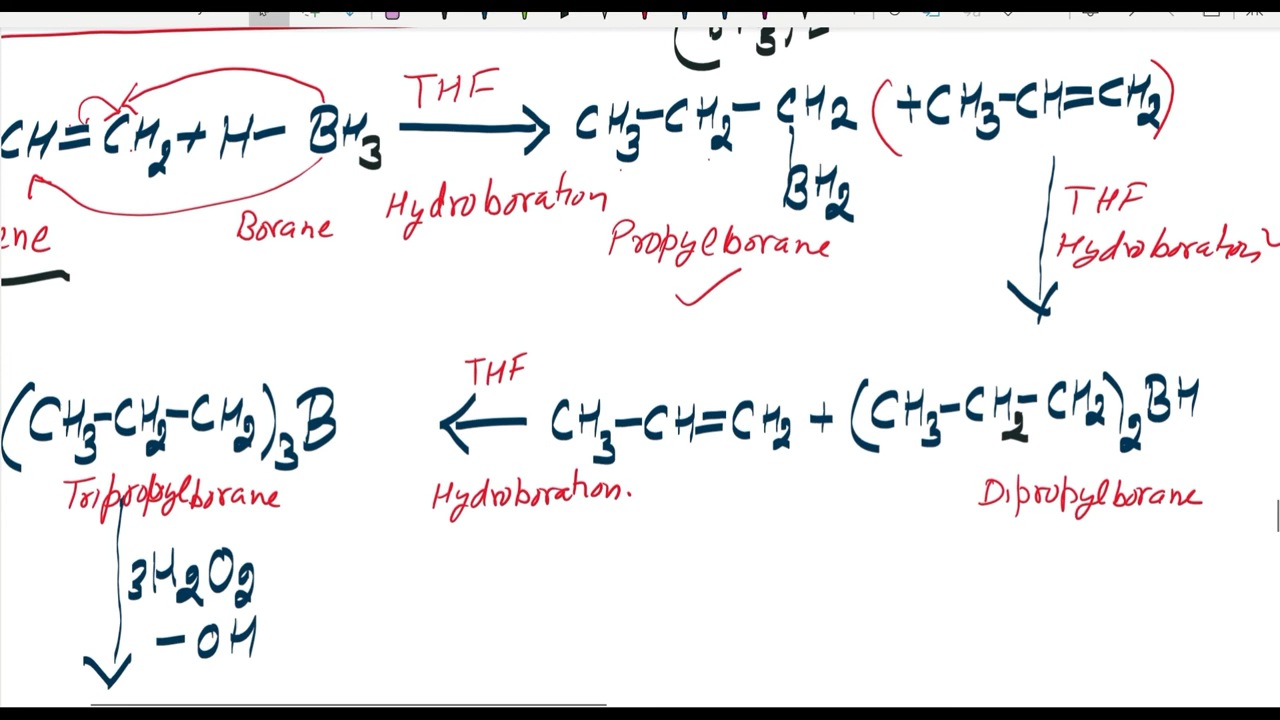 THF
CH=CH2 + H-BH3 → CH3-CH2-CH2 (+CH3-CH=CH2)
BH2
Hydroboration
ene
Borane
Propylborane
THF
Hydroboration
THF
(CH3-CH2-CH2)3B ← CH3-CH=CH2 + (CH3-CH2-CH2)2BH
Tripropylborane
Hydroboration.
Dipropylborane
3H2O2
-OH